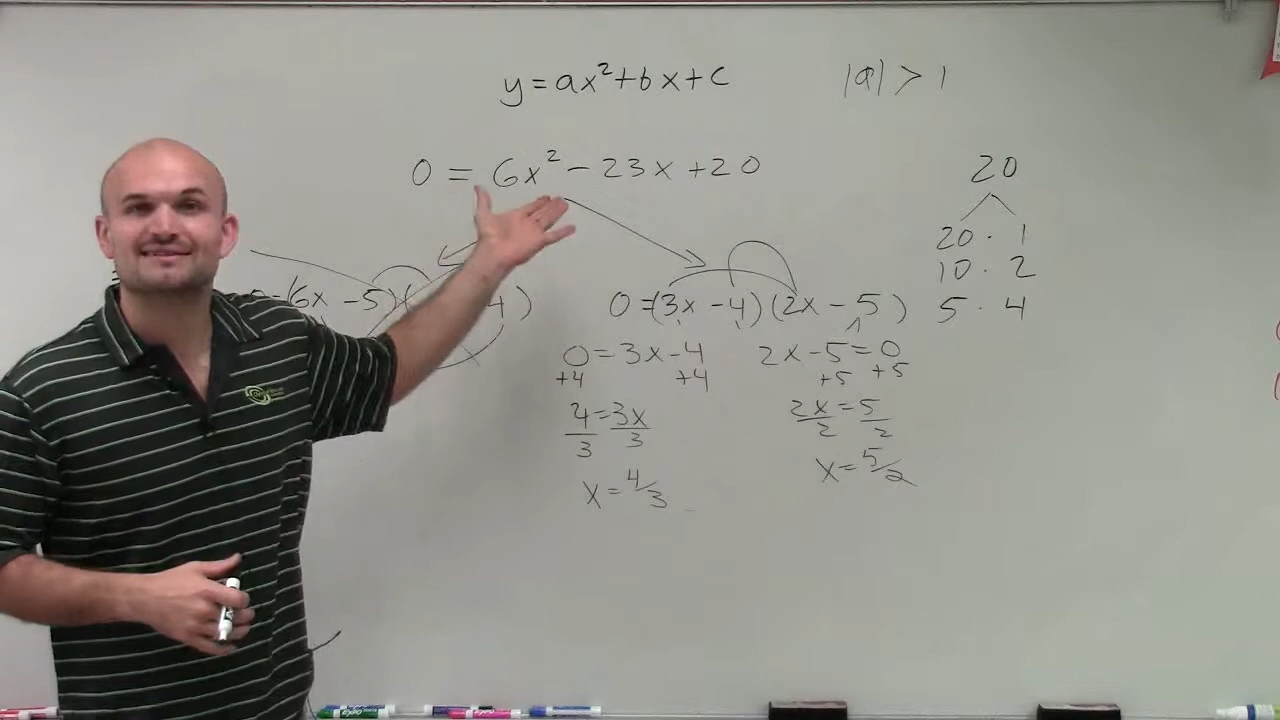 y=ax²+bx+c |a| > 1
0 = 6x² - 23x + 20
20
20 · 1
10 · 2
5 · 4
(6x - 5)( 4)
0=(3x - 4)(2x - 5)
0=3x-4
+4 +4
4=3x
3 3
x=4/3
2x-5=0
+5 +5
2x=5
2 2
x=5/2